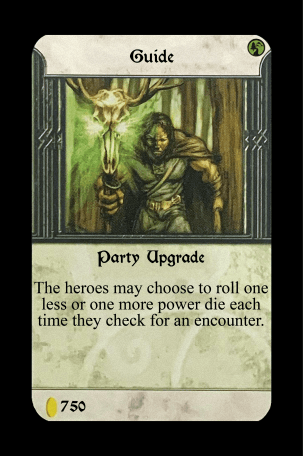 Guide
Party Upgrade
The heroes may choose to roll one
less or one more power die each
time they check for an encounter.
750